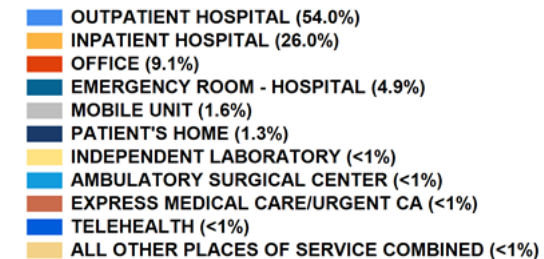 OUTPATIENT HOSPITAL (54.0%)
INPATIENT HOSPITAL (26.0%)
OFFICE (9.1%)
EMERGENCY ROOM - HOSPITAL (4.9%)
MOBILE UNIT (1.6%)
PATIENT'S HOME (1.3%)
INDEPENDENT LABORATORY (<1%)
AMBULATORY SURGICAL CENTER (<1%)
EXPRESS MEDICAL CARE/URGENT CA (<1%)
TELEHEALTH (<1%)
ALL OTHER PLACES OF SERVICE COMBINED (<1%)